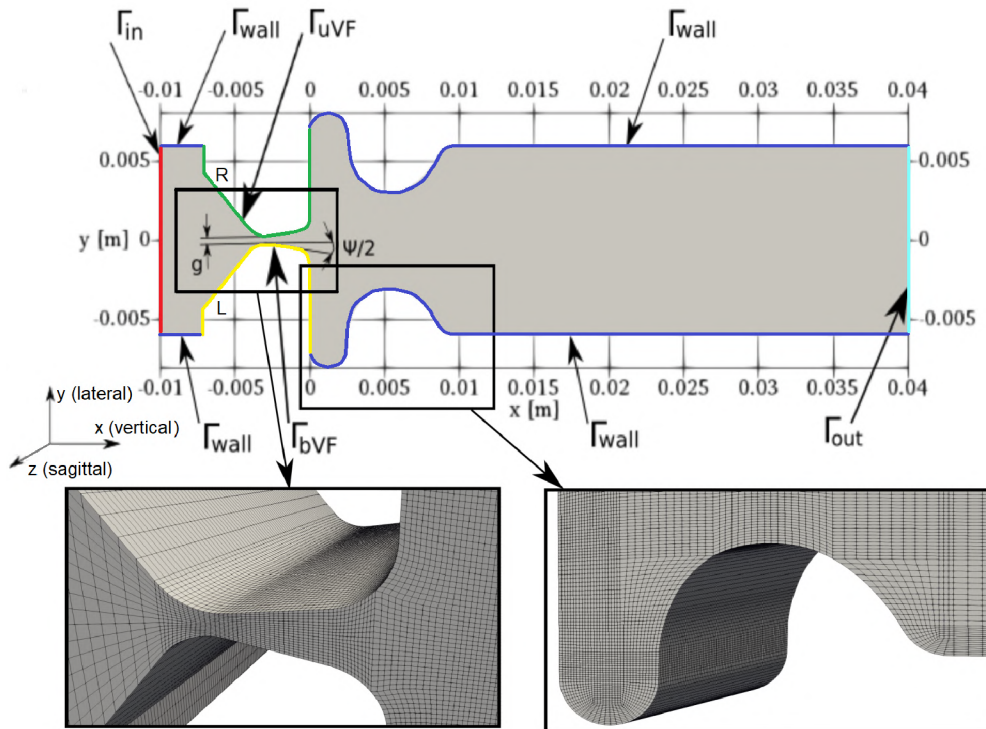 Γin Γwall ΓuVF Γwall
-0.01 -0.005 0 0.005 0.01 0.015 0.02 0.025 0.03 0.035 0.04
0.005 R 0.005
y [m] 0 g Ψ/2 0
-0.005 L -0.005
-0.01 -0.005 0 0.005 0.01 0.015 0.02 0.025 0.03 0.035 0.04
x [m]
y (lateral)
x (vertical)
z (sagittal)
Γwall ΓbVF Γwall Γout